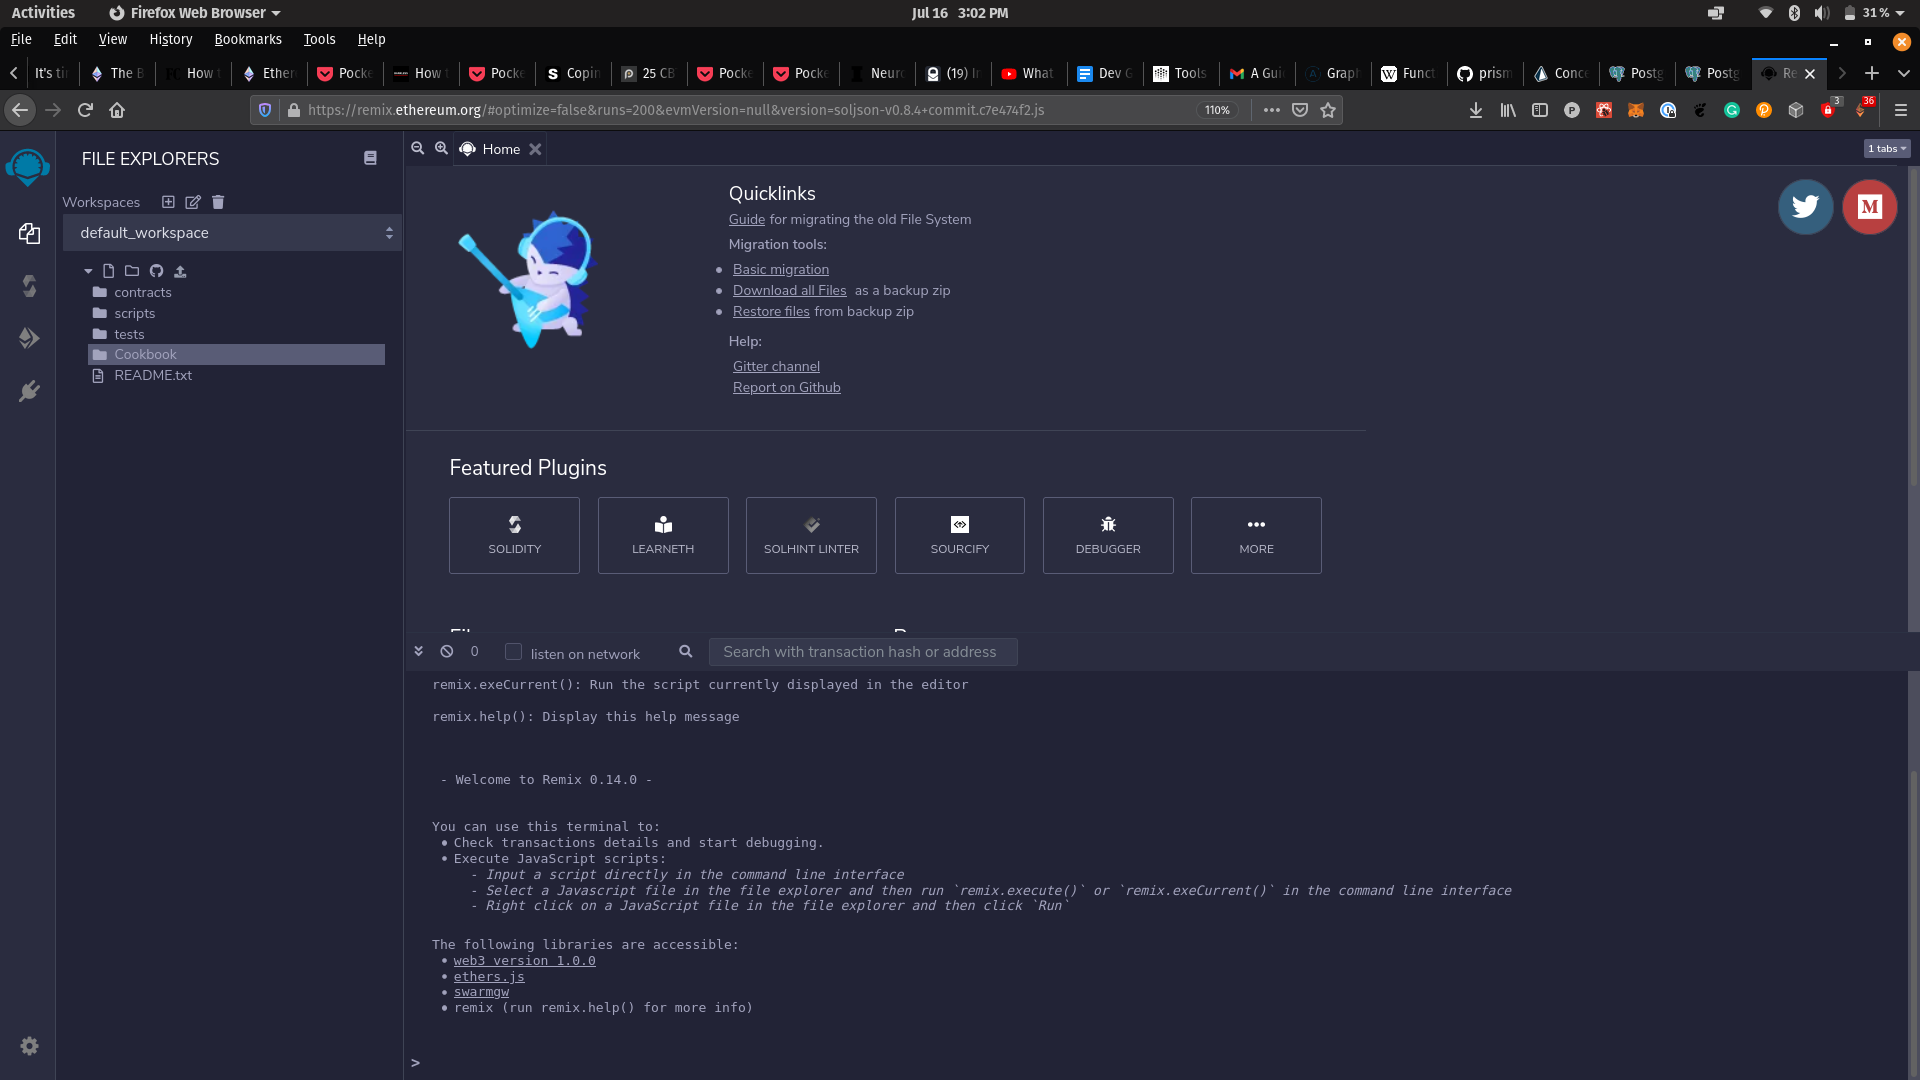 Activities Firefox Web Browser Jul 16 3:02 PM 31 %
File Edit View History Bookmarks Tools Help
It's ti The B How t Ether Pocke How t Pocke Copin 25 CB Pocke Pocke Neuro (19) I What Dev G Tools A Gui Graph Funct prism Conce Postg Postg Re
https://remix.ethereum.org/#optimize=false&runs=200&evmVersion=null&version=soljson-v0.8.4+commit.c7e474f2.js 110% 3 36
FILE EXPLORERS
Home
1 tabs
Workspaces
default_workspace
contracts
scripts
tests
Cookbook
README.txt
Quicklinks
Guide for migrating the old File System
Migration tools:
Basic migration
Download all Files as a backup zip
Restore files from backup zip
Help:
Gitter channel
Report on Github
M
Featured Plugins
SOLIDITY LEARNETH SOLHINT LINTER SOURCIFY DEBUGGER MORE
0 listen on network Search with transaction hash or address
remix.exeCurrent(): Run the script currently displayed in the editor
remix.help(): Display this help message
- Welcome to Remix 0.14.0 -
You can use this terminal to:
• Check transactions details and start debugging.
• Execute JavaScript scripts:
- Input a script directly in the command line interface
- Select a Javascript file in the file explorer and then run `remix.execute()` or `remix.exeCurrent()` in the command line interface
- Right click on a JavaScript file in the file explorer and then click `Run`
The following libraries are accessible:
• web3 version 1.0.0
• ethers.js
• swarmgw
• remix (run remix.help() for more info)
>